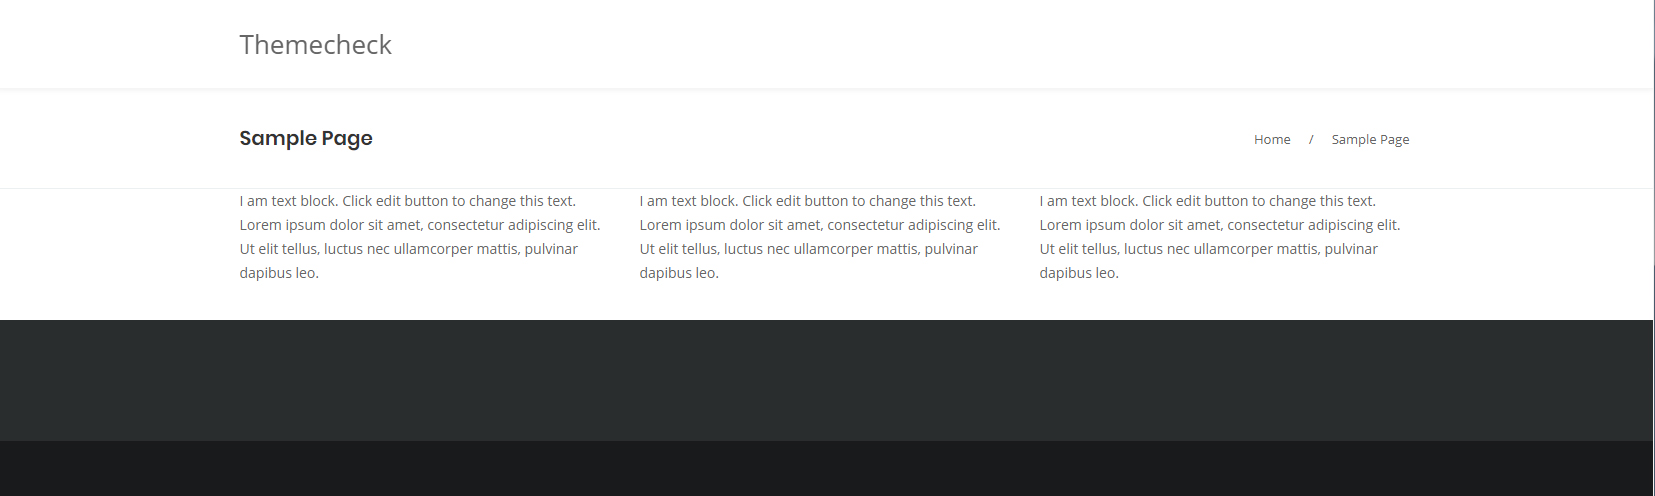 Themecheck
Sample Page
Home / Sample Page
I am text block. Click edit button to change this text.
Lorem ipsum dolor sit amet, consectetur adipiscing elit.
Ut elit tellus, luctus nec ullamcorper mattis, pulvinar
dapibus leo.
I am text block. Click edit button to change this text.
Lorem ipsum dolor sit amet, consectetur adipiscing elit.
Ut elit tellus, luctus nec ullamcorper mattis, pulvinar
dapibus leo.
I am text block. Click edit button to change this text.
Lorem ipsum dolor sit amet, consectetur adipiscing elit.
Ut elit tellus, luctus nec ullamcorper mattis, pulvinar
dapibus leo.